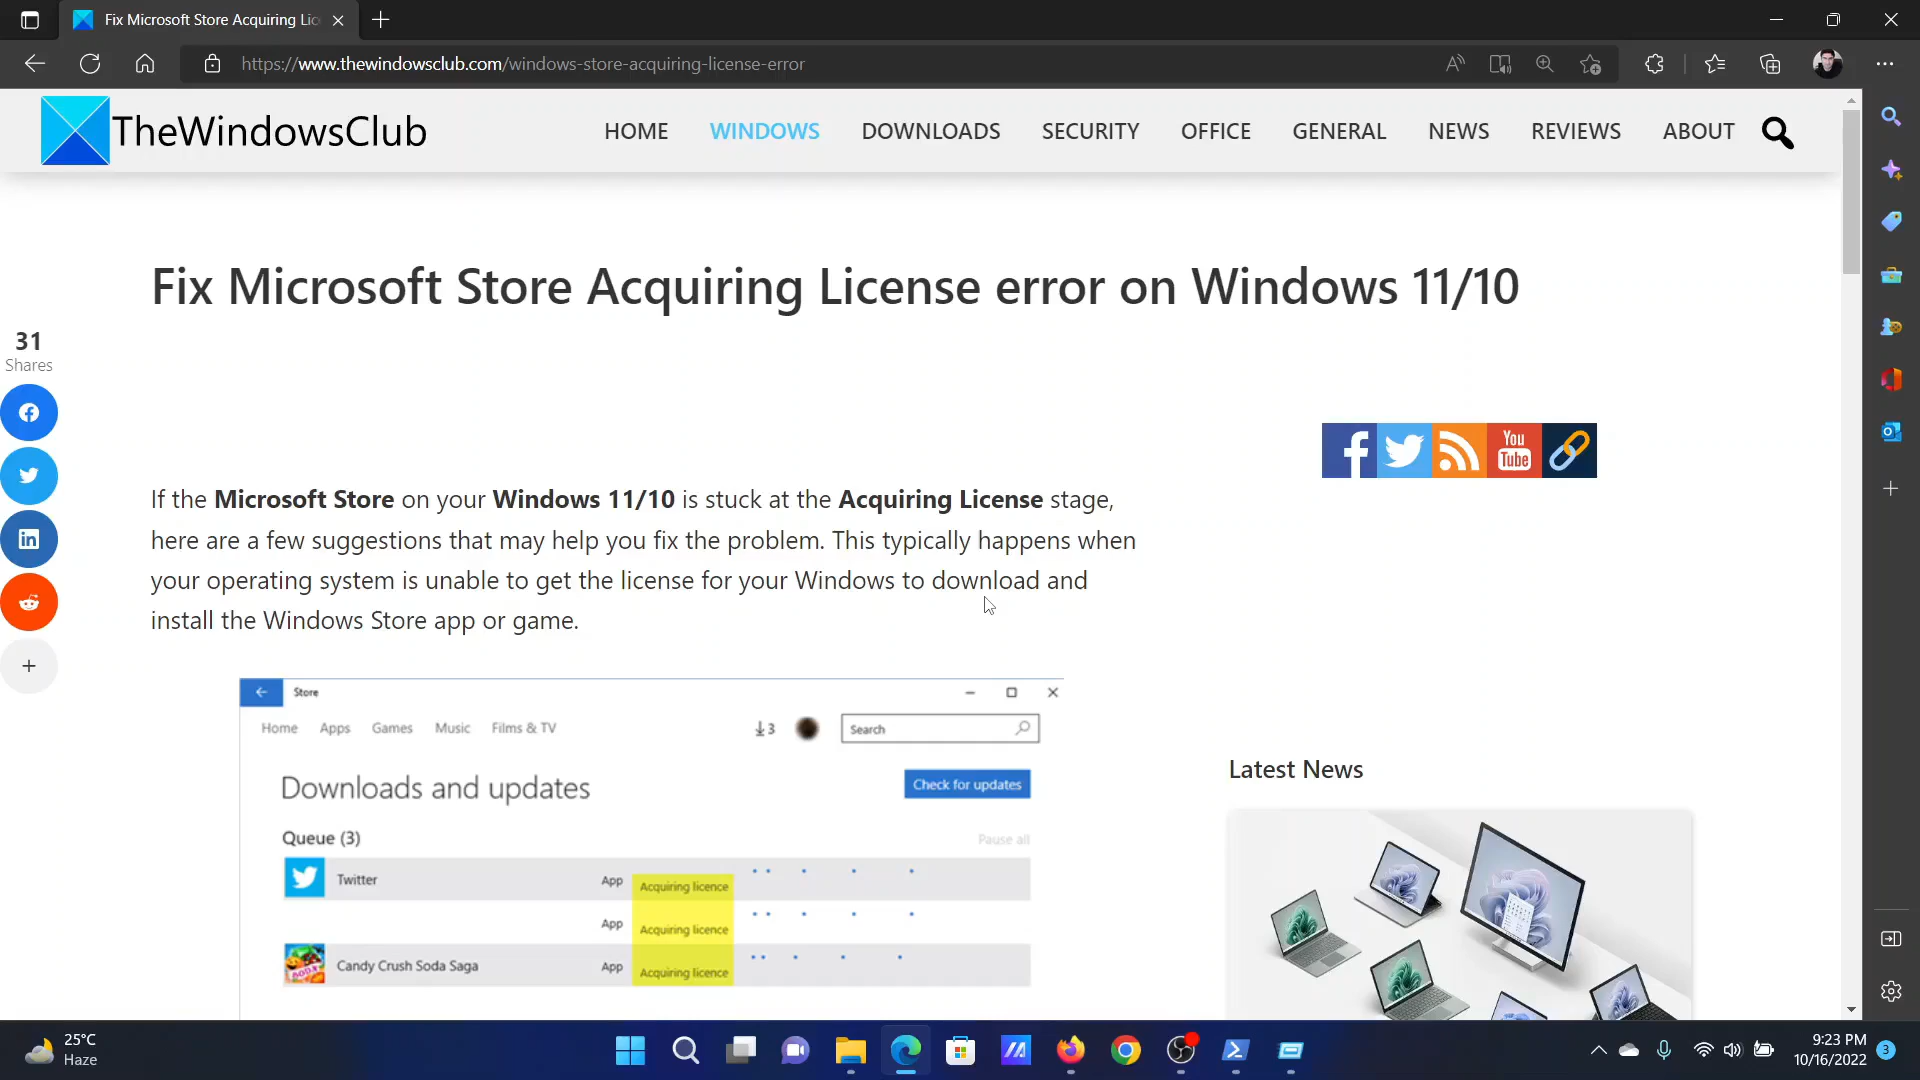 Fix Microsoft Store Acquiring Lic
https://www.thewindowsclub.com/windows-store-acquiring-license-error
TheWindowsClub
HOME WINDOWS DOWNLOADS SECURITY OFFICE GENERAL NEWS REVIEWS ABOUT
Fix Microsoft Store Acquiring License error on Windows 11/10
31
Shares
You
Tube
If the Microsoft Store on your Windows 11/10 is stuck at the Acquiring License stage,
here are a few suggestions that may help you fix the problem. This typically happens when
your operating system is unable to get the license for your Windows to download and
install the Windows Store app or game.
Store
Home Apps Games Music Films & TV 3 Search
Downloads and updates Check for updates
Queue (3) Pause all
Twitter App Acquiring licence
App Acquiring licence
Candy Crush Soda Saga App Acquiring licence
Latest News
25°C
Haze
9:23 PM
10/16/2022
3